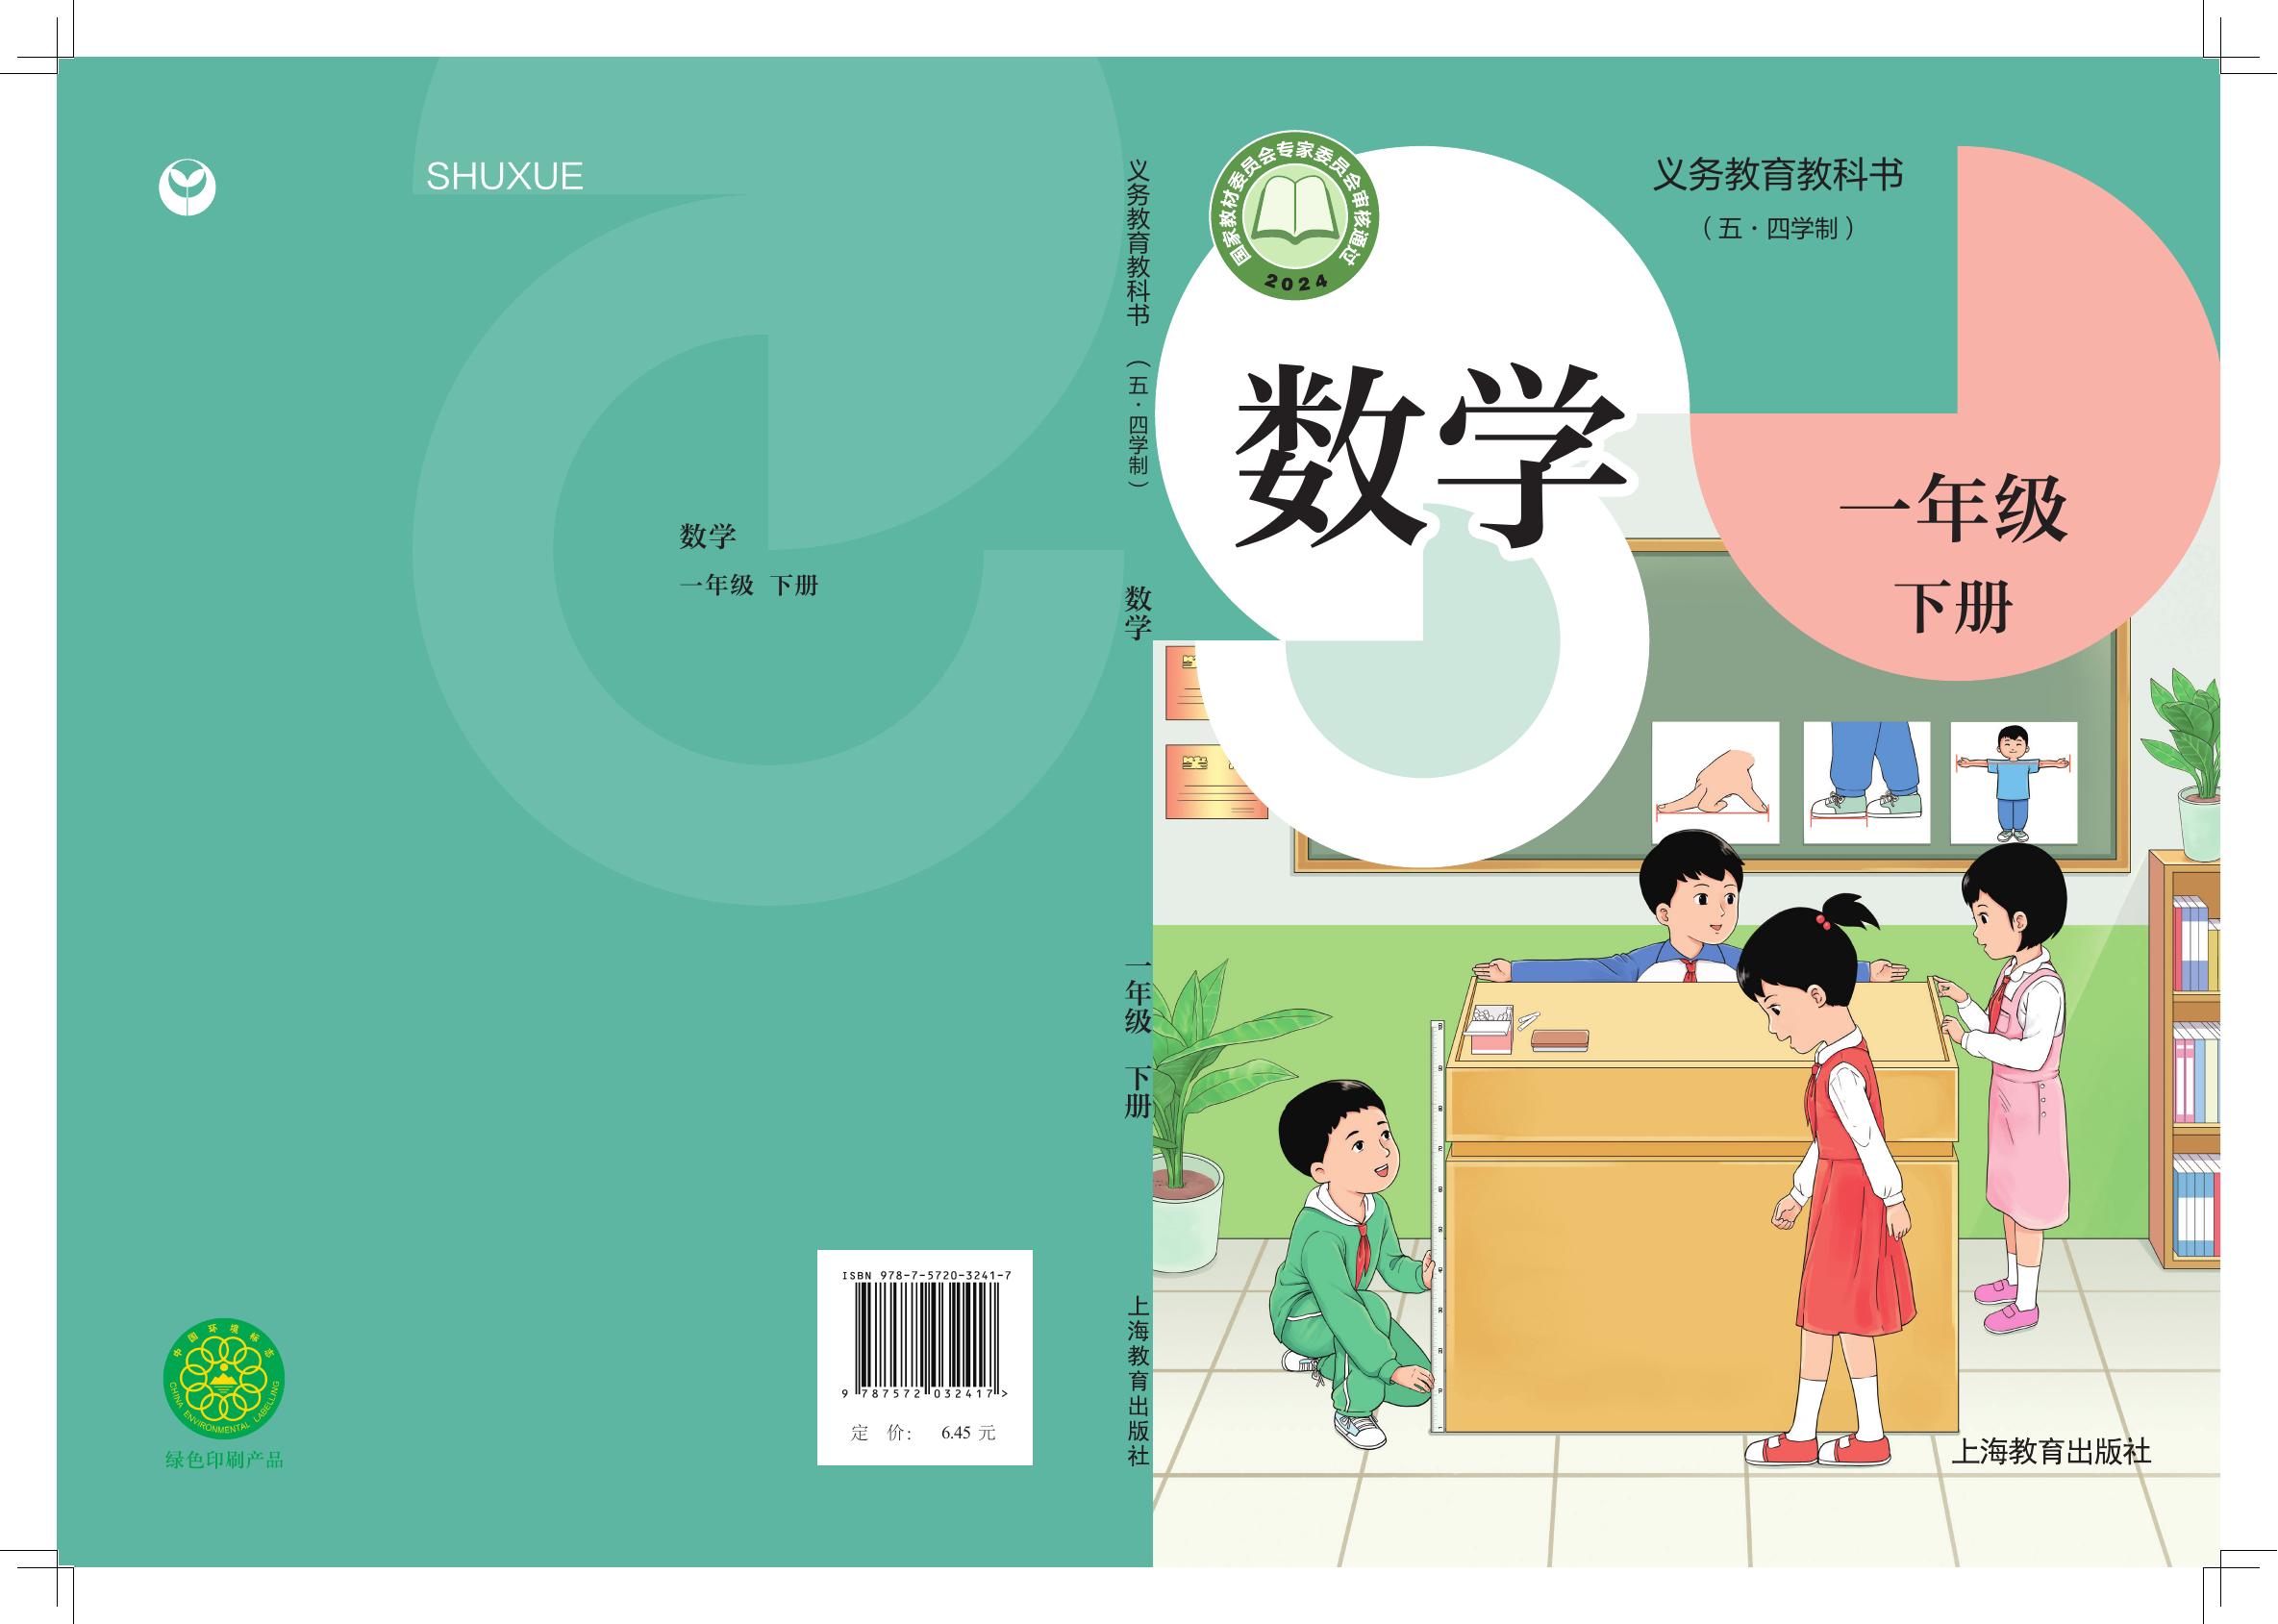 SHUXUE
数学
一年级 下册
中国环境标志
CHINA ENVIRONMENTAL LABELLING
绿色印刷产品
ISBN 978-7-5720-3241-7
9 787572 032417 >
定 价： 6.45 元
义务教育教科书 （五·四学制） 数学 一年级 下册 上海教育出版社
国家教材委员会专家委员会审核通过
2024
义务教育教科书
（五·四学制）
数学
一年级
下册
上海教育出版社